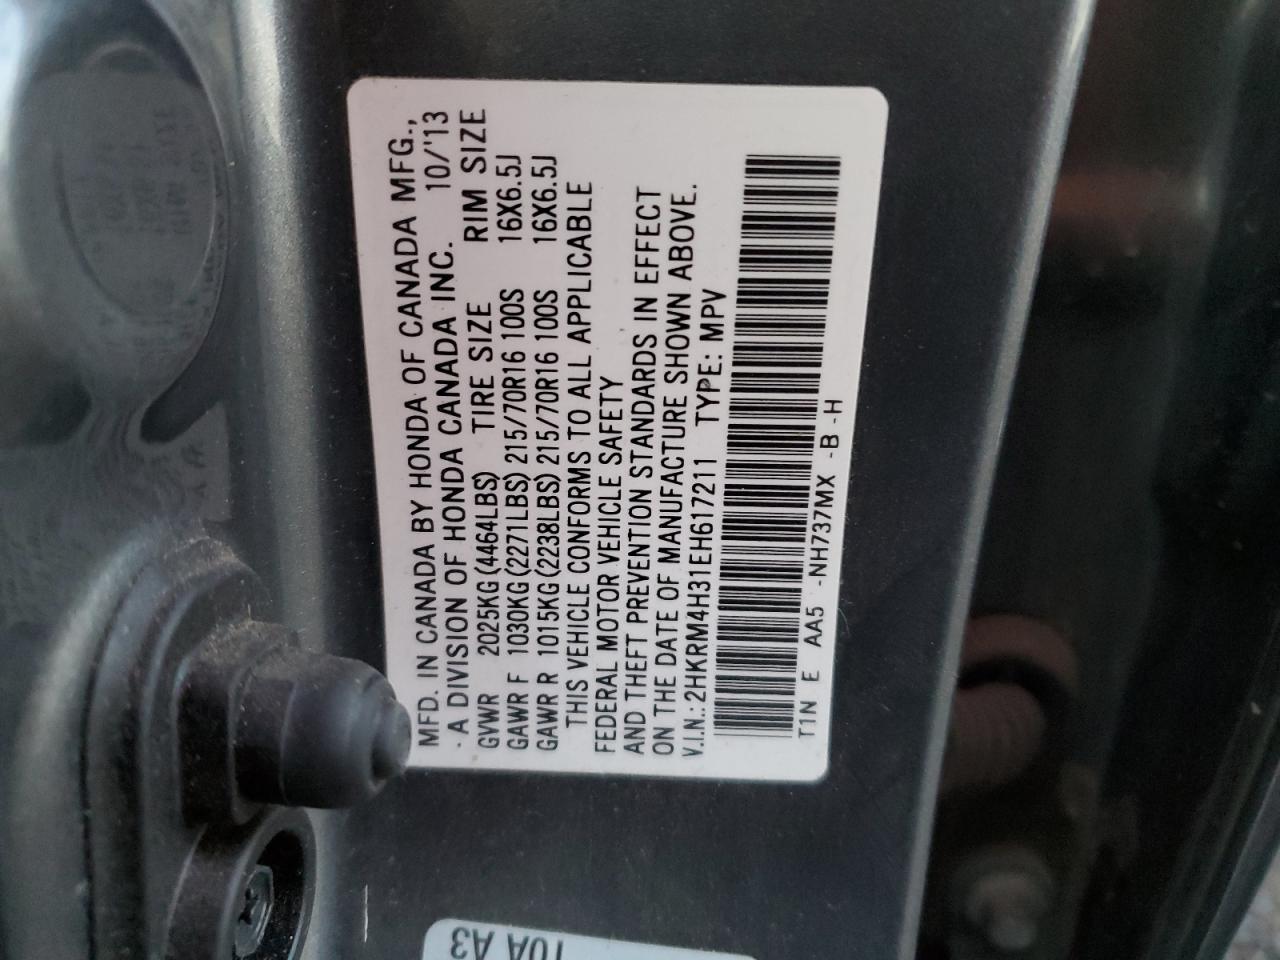 MFD. IN CANADA BY HONDA OF CANADA MFG.,
A DIVISION OF HONDA CANADA INC. 10/'13
GVWR 2025KG(4464LBS) TIRE SIZE RIM SIZE
GAWR F 1030KG(2271LBS) 215/70R16 100S 16X6.5J
GAWR R 1015KG(2238LBS) 215/70R16 100S 16X6.5J
THIS VEHICLE CONFORMS TO ALL APPLICABLE
FEDERAL MOTOR VEHICLE SAFETY
AND THEFT PREVENTION STANDARDS IN EFFECT
ON THE DATE OF MANUFACTURE SHOWN ABOVE.
V.I.N.: 2HKRM4H31EH617211 TYPE: MPV
T1N E AA5 -NH737MX -B -H
T0A A3